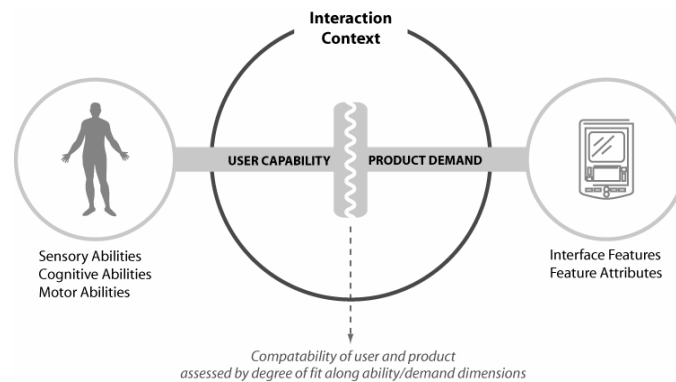 Interaction
Context
USER CAPABILITY
PRODUCT DEMAND
Sensory Abilities
Cognitive Abilities
Motor Abilities
Interface Features
Feature Attributes
Compatability of user and product
assessed by degree of fit along ability/demand dimensions